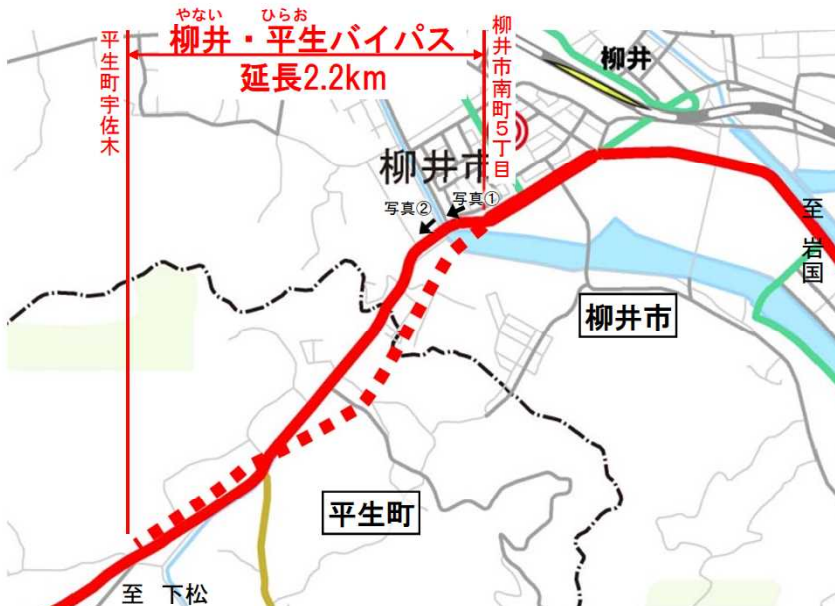 やない ひらお
柳井・平生バイパス
延長2.2km
平生町宇佐木
柳井市南町5丁目
柳井
柳井市
写真①
写真②
至 岩国
柳井市
平生町
至 下松